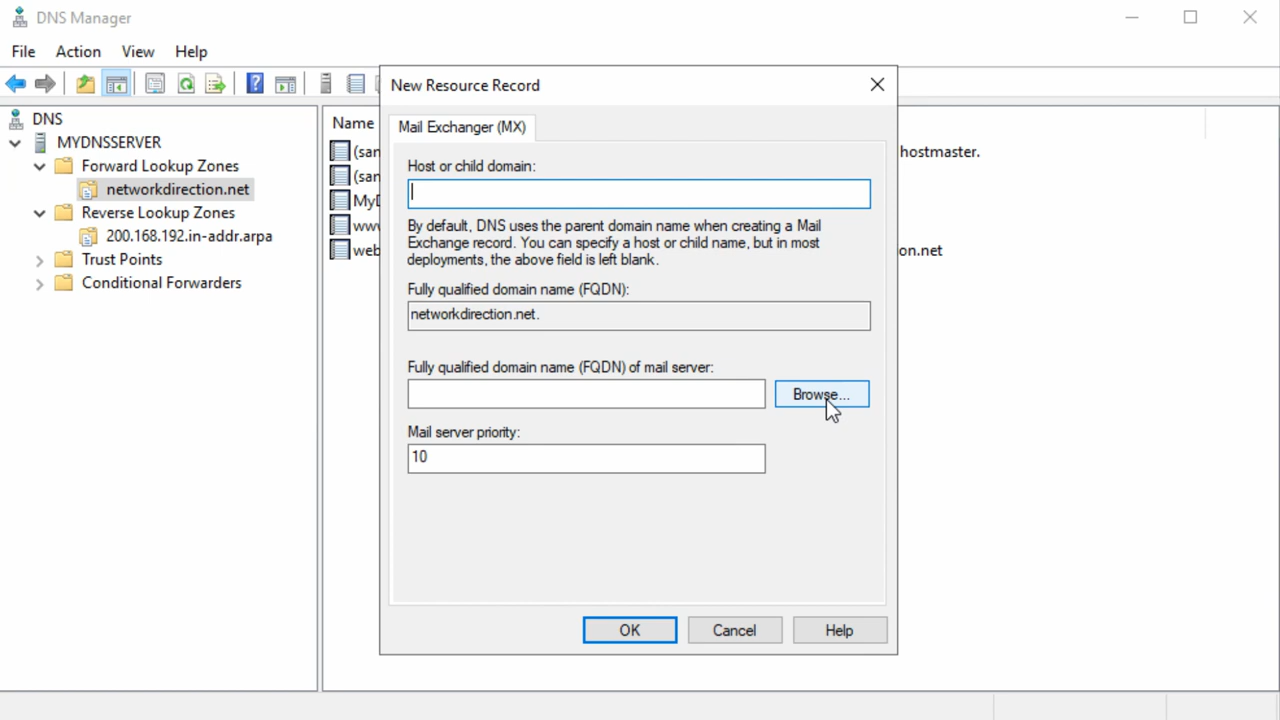 DNS Manager
File Action View Help
DNS
MYDNSSERVER
Forward Lookup Zones
networkdirection.net
Reverse Lookup Zones
200.168.192.in-addr.arpa
Trust Points
Conditional Forwarders
Name
(san
hostmaster.
(san
MyD
www
web
on.net
New Resource Record
Mail Exchanger (MX)
Host or child domain:
By default, DNS uses the parent domain name when creating a Mail
Exchange record. You can specify a host or child name, but in most
deployments, the above field is left blank.
Fully qualified domain name (FQDN):
networkdirection.net.
Fully qualified domain name (FQDN) of mail server:
Browse...
Mail server priority:
10
OK Cancel Help